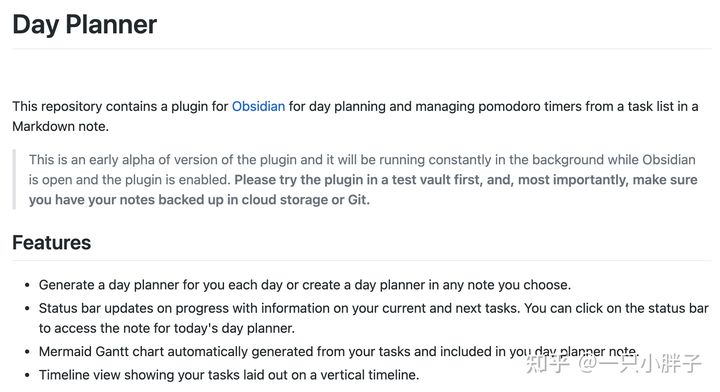 Day Planner
This repository contains a plugin for Obsidian for day planning and managing pomodoro timers from a task list in a
Markdown note.
This is an early alpha of version of the plugin and it will be running constantly in the background while Obsidian
is open and the plugin is enabled. Please try the plugin in a test vault first, and, most importantly, make sure
you have your notes backed up in cloud storage or Git.
Features
• Generate a day planner for you each day or create a day planner in any note you choose.
• Status bar updates on progress with information on your current and next tasks. You can click on the status bar
to access the note for today's day planner.
• Mermaid Gantt chart automatically generated from your tasks and included in you day planner note.
• Timeline view showing your tasks laid out on a vertical timeline.
知乎 @一只小胖子